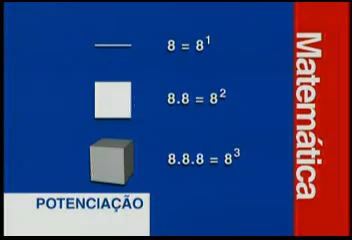 8 = 8¹
8.8 = 8²
8.8.8 = 8³
POTENCIAÇÃO
Matemática